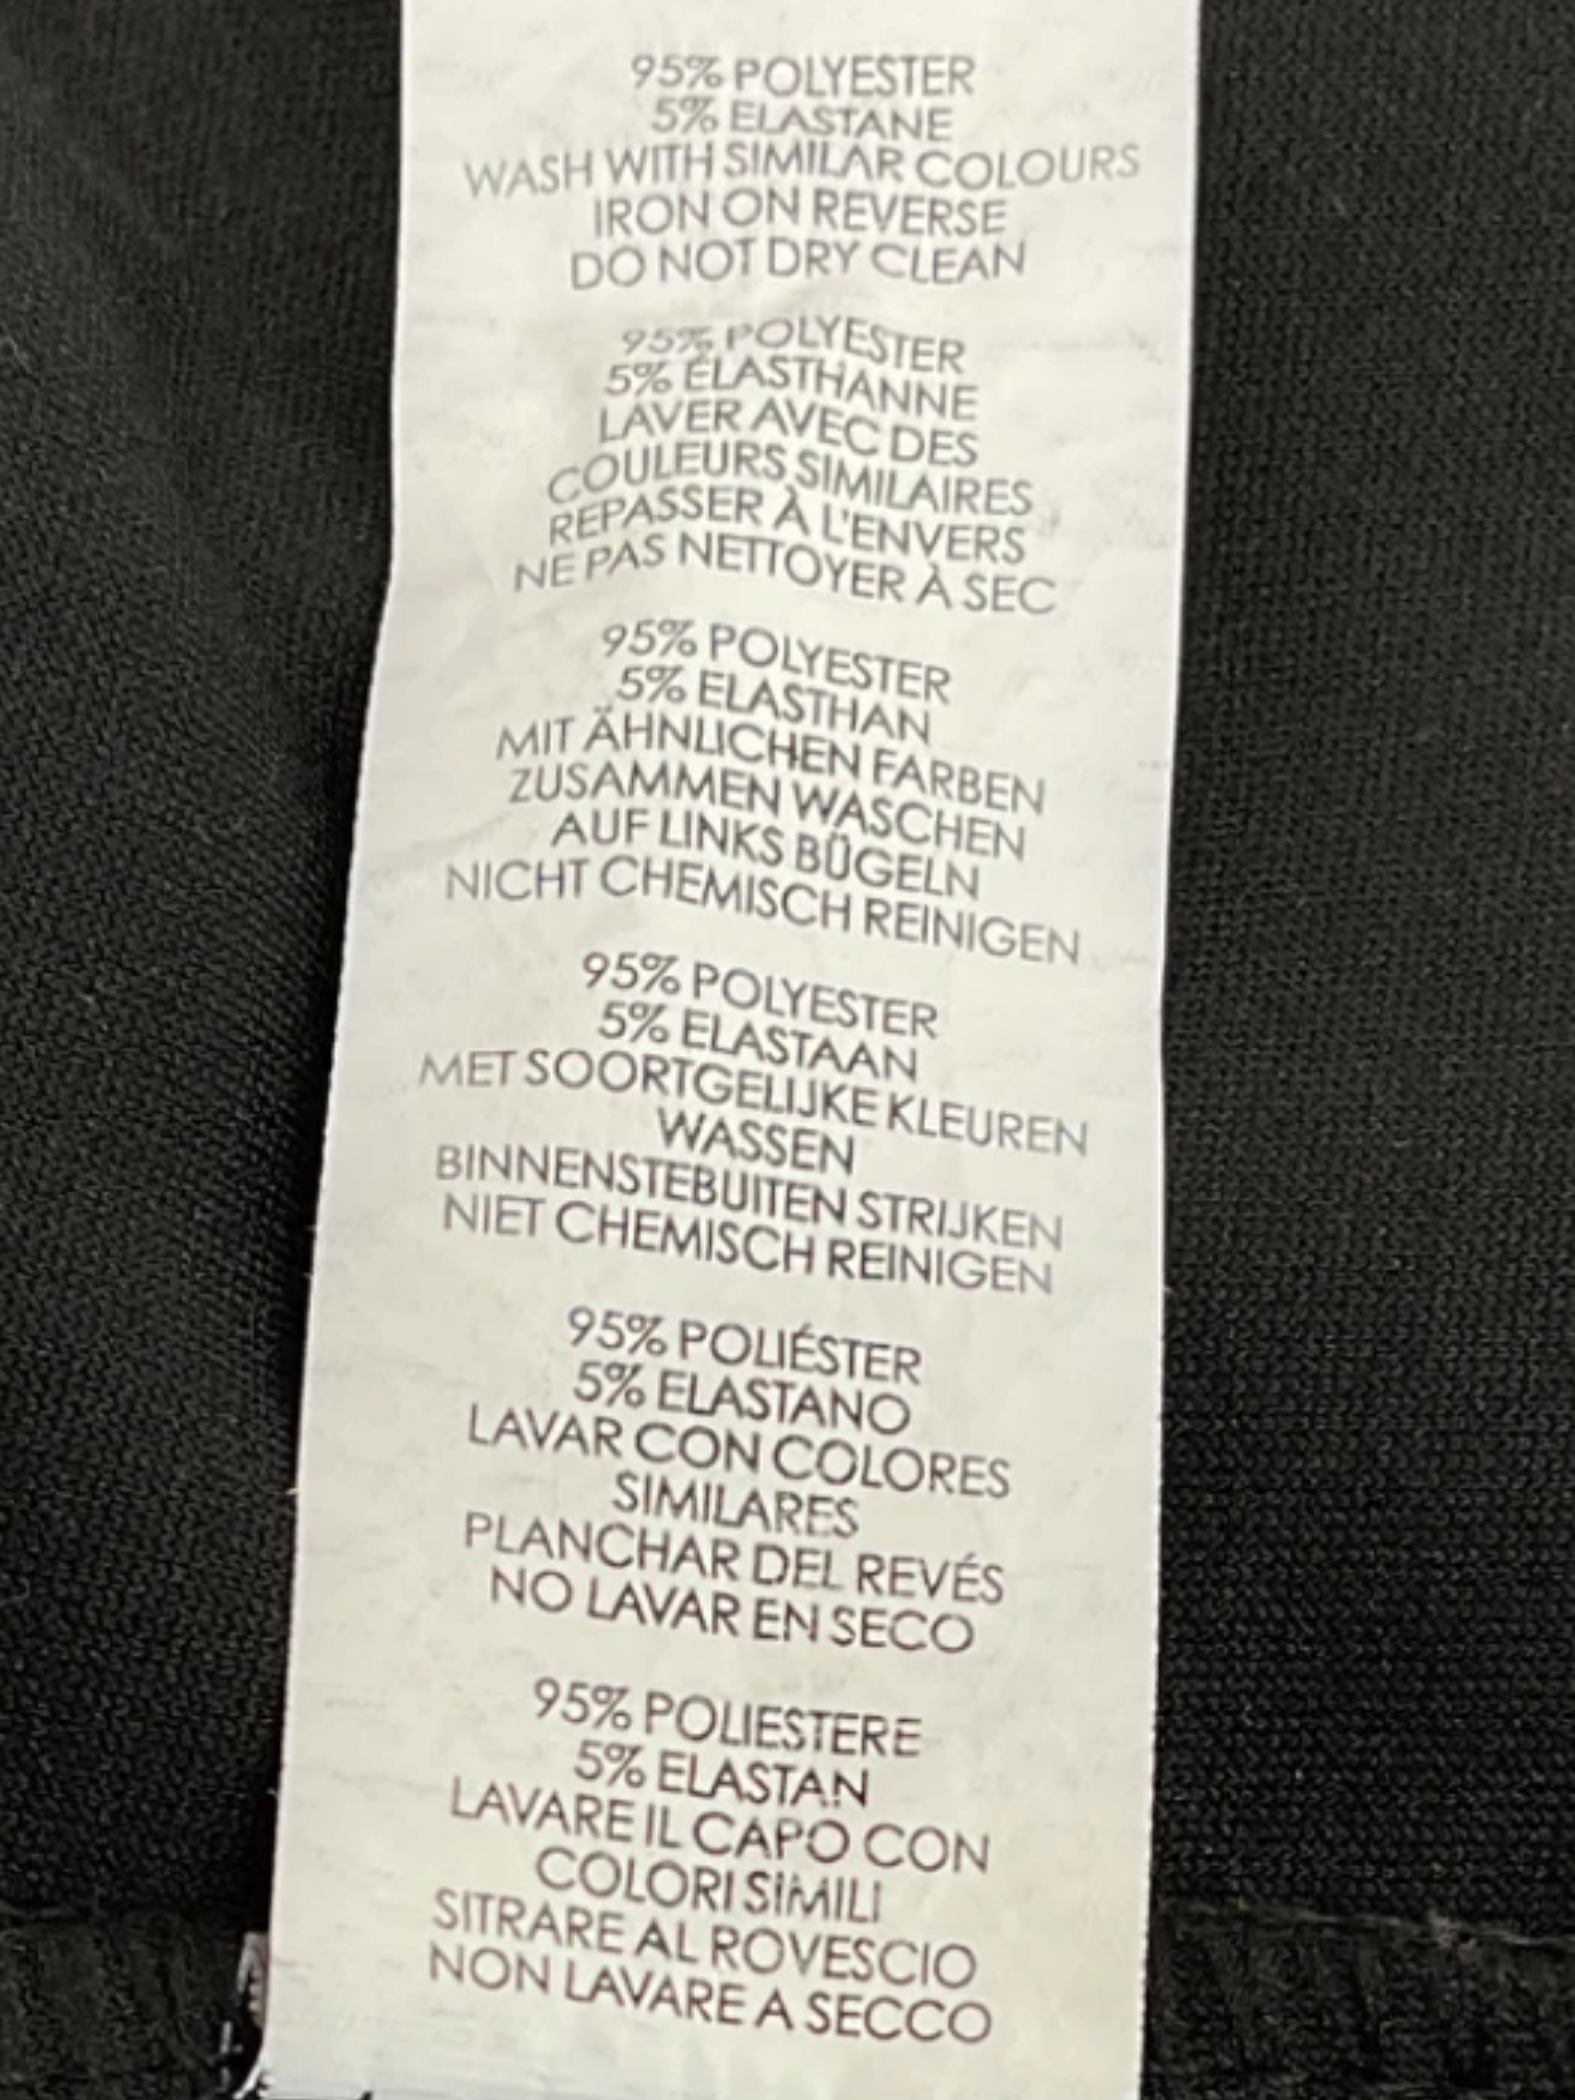 95% POLYESTER
5% ELASTANE
WASH WITH SIMILAR COLOURS
IRON ON REVERSE
DO NOT DRY CLEAN
95% POLYESTER
5% ÉLASTHANNE
LAVER AVEC DES
COULEURS SIMILAIRES
REPASSER À L'ENVERS
NE PAS NETTOYER À SEC
95% POLYESTER
5% ELASTHAN
MIT ÄHNLICHEN FARBEN
ZUSAMMEN WASCHEN
AUF LINKS BÜGELN
NICHT CHEMISCH REINIGEN
95% POLYESTER
5% ELASTAAN
MET SOORTGELIJKE KLEUREN
WASSEN
BINNENSTEBUITEN STRIJKEN
NIET CHEMISCH REINIGEN
95% POLIÉSTER
5% ELASTANO
LAVAR CON COLORES
SIMILARES
PLANCHAR DEL REVÉS
NO LAVAR EN SECO
95% POLIESTERE
5% ELASTAN
LAVARE IL CAPO CON
COLORI SIMILI
SITRARE AL ROVESCIO
NON LAVARE A SECCO